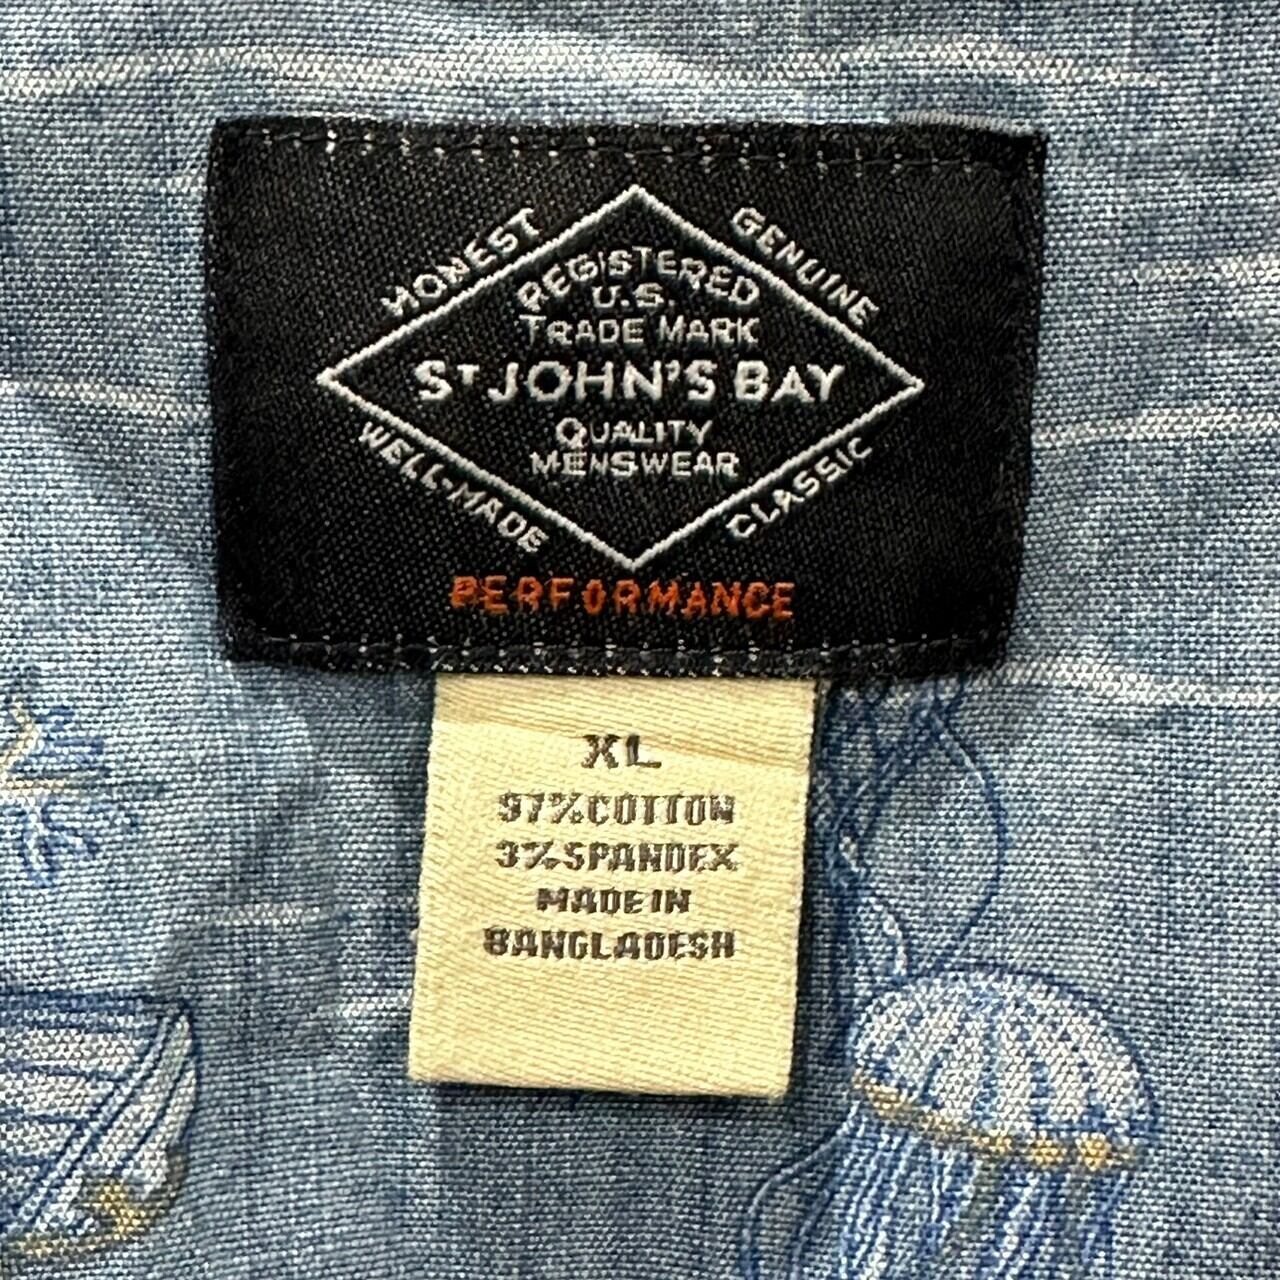 HONEST
GENUINE
REGISTERED
U.S.
TRADE MARK
ST JOHN'S BAY
QUALITY
MENSWEAR
WELL-MADE
CLASSIC
PERFORMANCE
XL
97%COTTON
3%SPANDEX
MADE IN
BANGLADESH